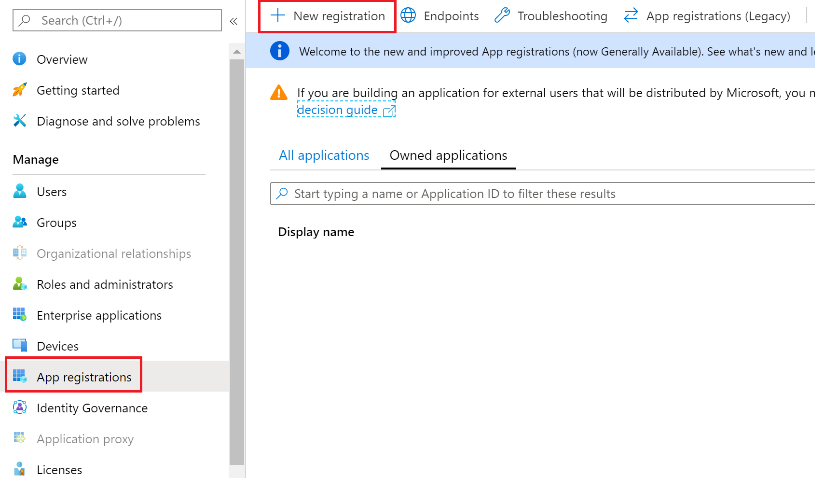 Search (Ctrl+/)
«
Overview
Getting started
Diagnose and solve problems
Manage
Users
Groups
Organizational relationships
Roles and administrators
Enterprise applications
Devices
App registrations
Identity Governance
Application proxy
Licenses
New registration Endpoints Troubleshooting App registrations (Legacy)
Welcome to the new and improved App registrations (now Generally Available). See what's new and
If you are building an application for external users that will be distributed by Microsoft, you
decision guide
All applications Owned applications
Start typing a name or Application ID to filter these results
Display name